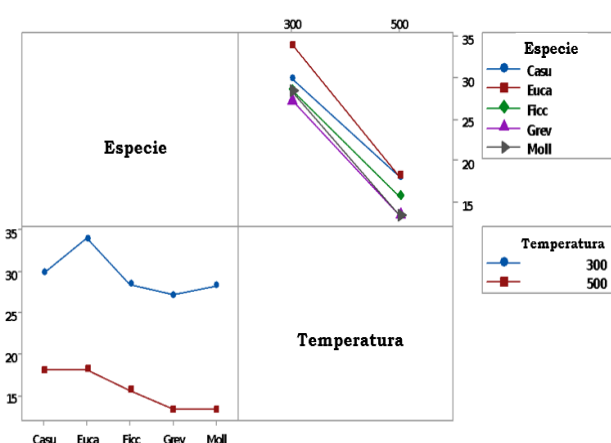 300 500
35
30
25
20
15
Especie
Casu
Euca
Ficc
Grev
Moll
Especie
35
30
25
20
15
Casu Euca Ficc Grev Moll
Temperatura
Temperatura
300
500